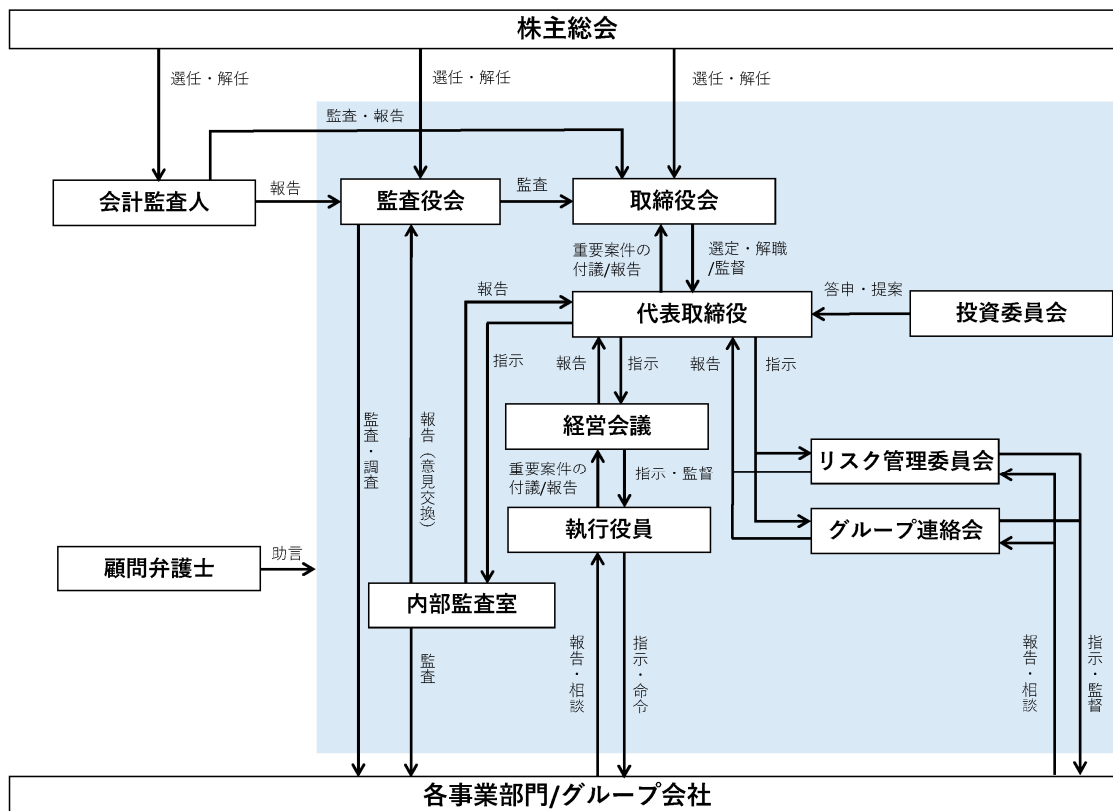 株主総会
選任・解任
選任・解任
選任・解任
監査・報告
会計監査人
報告
監査役会
監査
取締役会
重要案件の
付議/報告
選定・解職
/監督
報告
代表取締役
答申・提案
投資委員会
指示
報告
指示
報告
指示
経営会議
監査・調査
報告（意見交換）
重要案件の
付議/報告
指示・監督
リスク管理委員会
執行役員
グループ連絡会
顧問弁護士
助言
内部監査室
監査
報告・相談
指示・命令
報告・相談
指示・監督
各事業部門/グループ会社